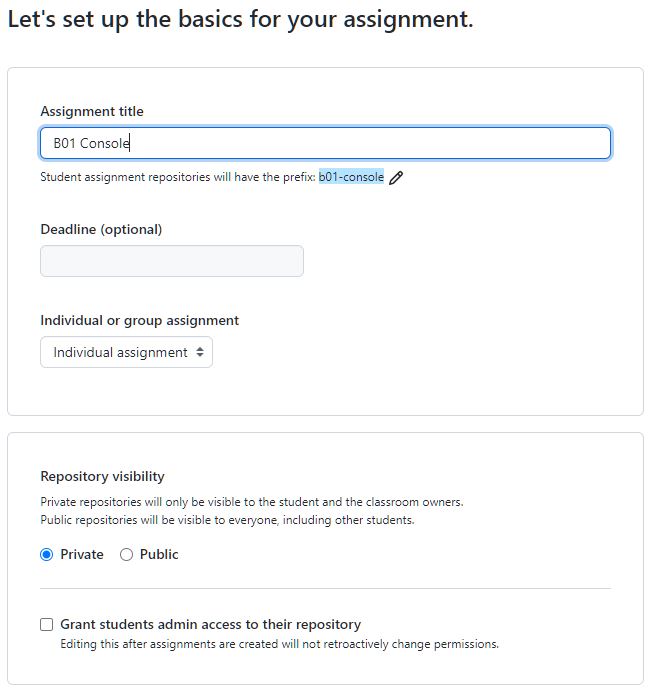 Let's set up the basics for your assignment.
Assignment title
B01 Console
Student assignment repositories will have the prefix: b01-console
Deadline (optional)
Individual or group assignment
Individual assignment
Repository visibility
Private repositories will only be visible to the student and the classroom owners.
Public repositories will be visible to everyone, including other students.
Private Public
Grant students admin access to their repository
Editing this after assignments are created will not retroactively change permissions.